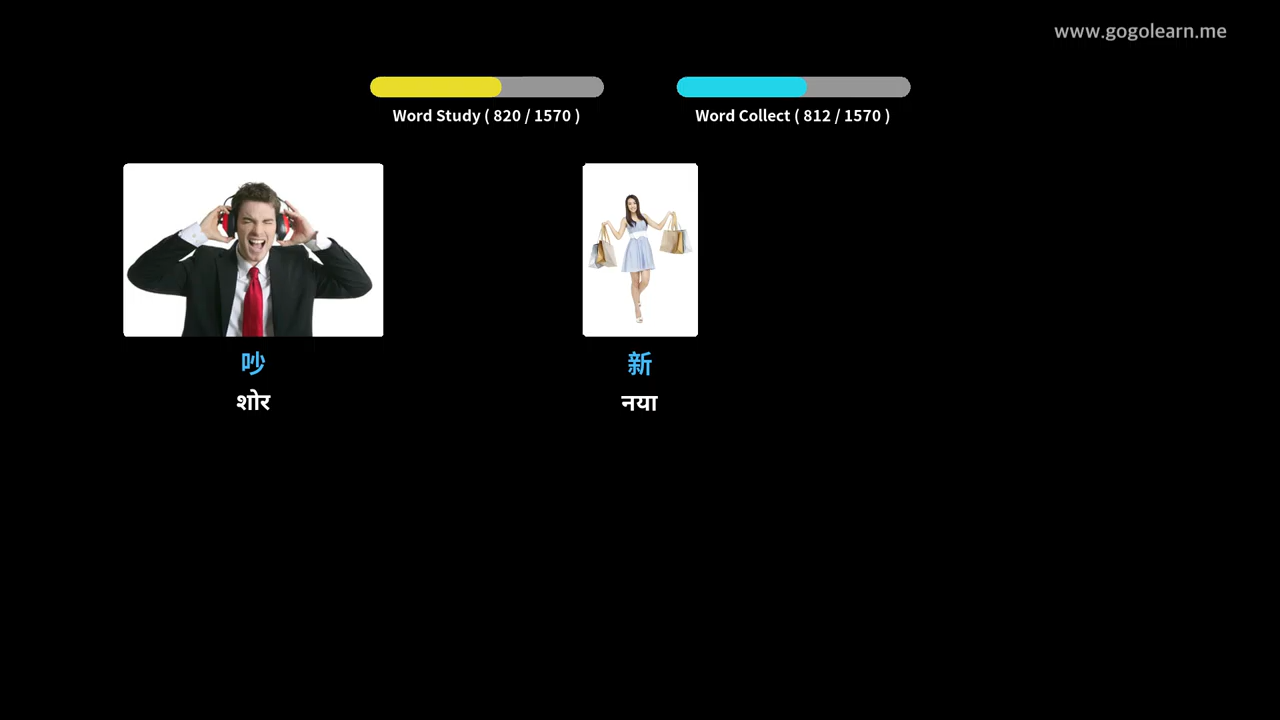 www.gogolearn.me
Word Study ( 820 / 1570 )
Word Collect ( 812 / 1570 )
吵
शोर
新
नया